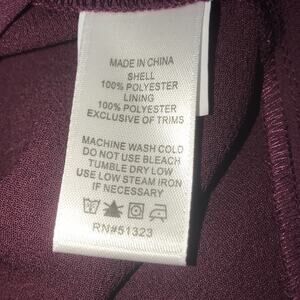 MADE IN CHINA
SHELL
100% POLYESTER
LINING
100% POLYESTER
EXCLUSIVE OF TRIMS
MACHINE WASH COLD
DO NOT USE BLEACH
TUMBLE DRY LOW
USE LOW STEAM IRON
IF NECESSARY
RN#51323